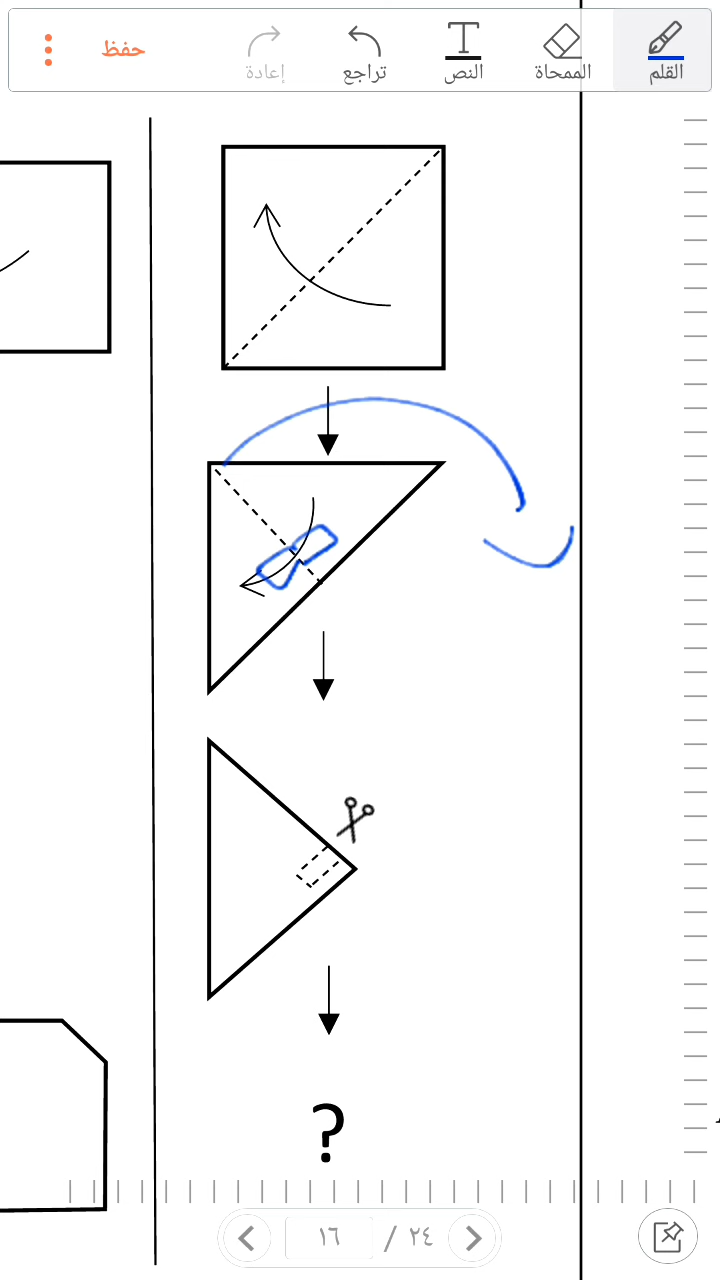 القلم الممحاة النص تراجع إعادة حفظ
?
٢٤ / ١٦